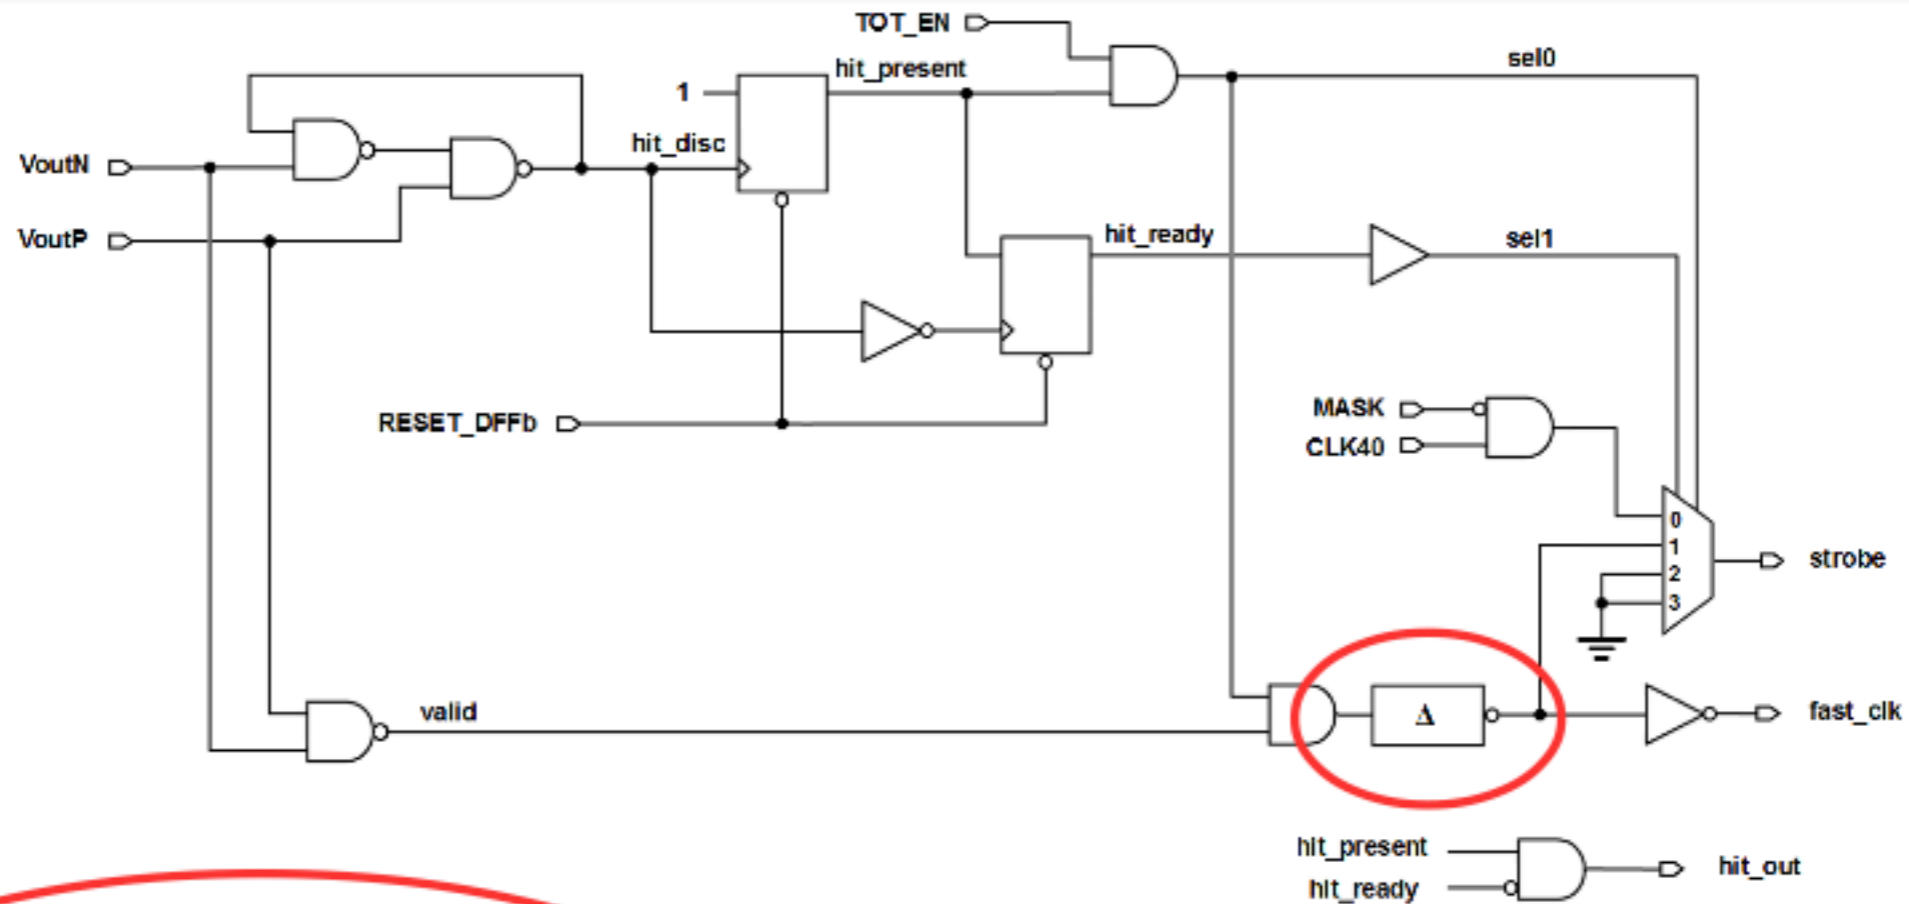 TOT_EN
hit_present
sel0
1
hit_disc
VoutN
VoutP
hit_ready
sel1
RESET_DFFb
MASK
CLK40
0
1
2
3
strobe
valid
Δ
fast_clk
hit_present
hit_ready
hit_out